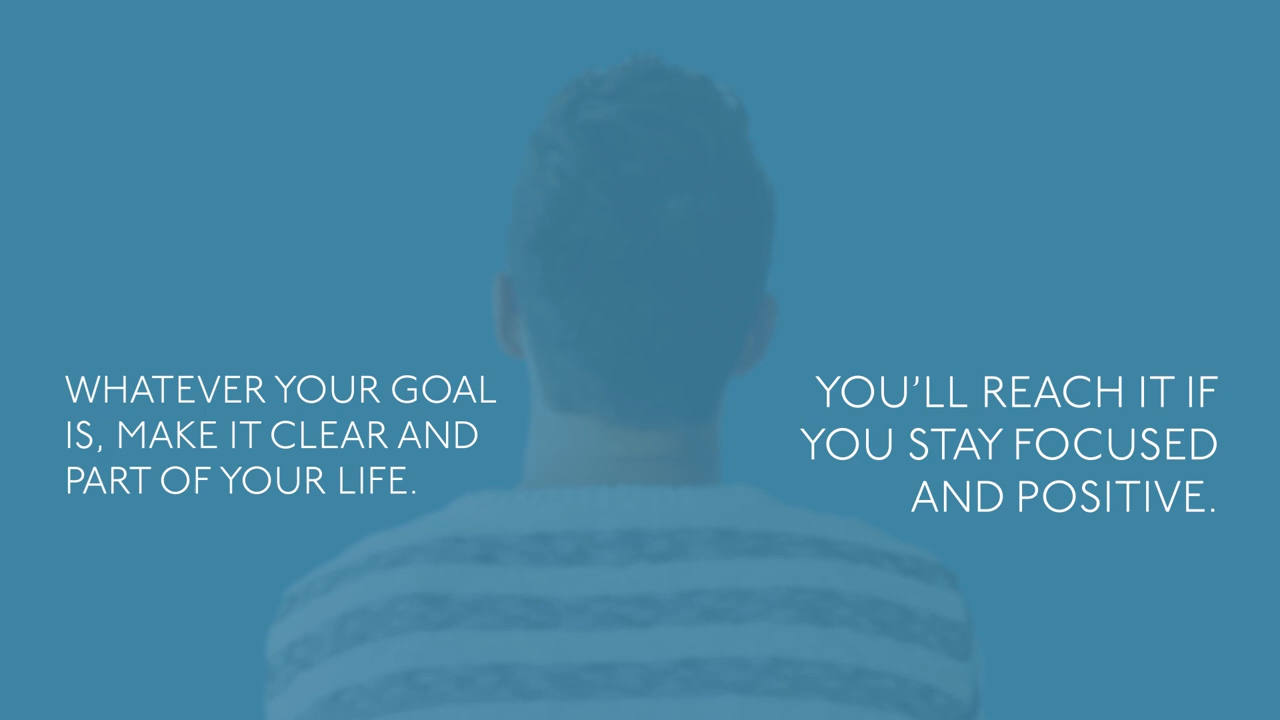 WHATEVER YOUR GOAL
IS, MAKE IT CLEAR AND
PART OF YOUR LIFE.
YOU’LL REACH IT IF
YOU STAY FOCUSED
AND POSITIVE.